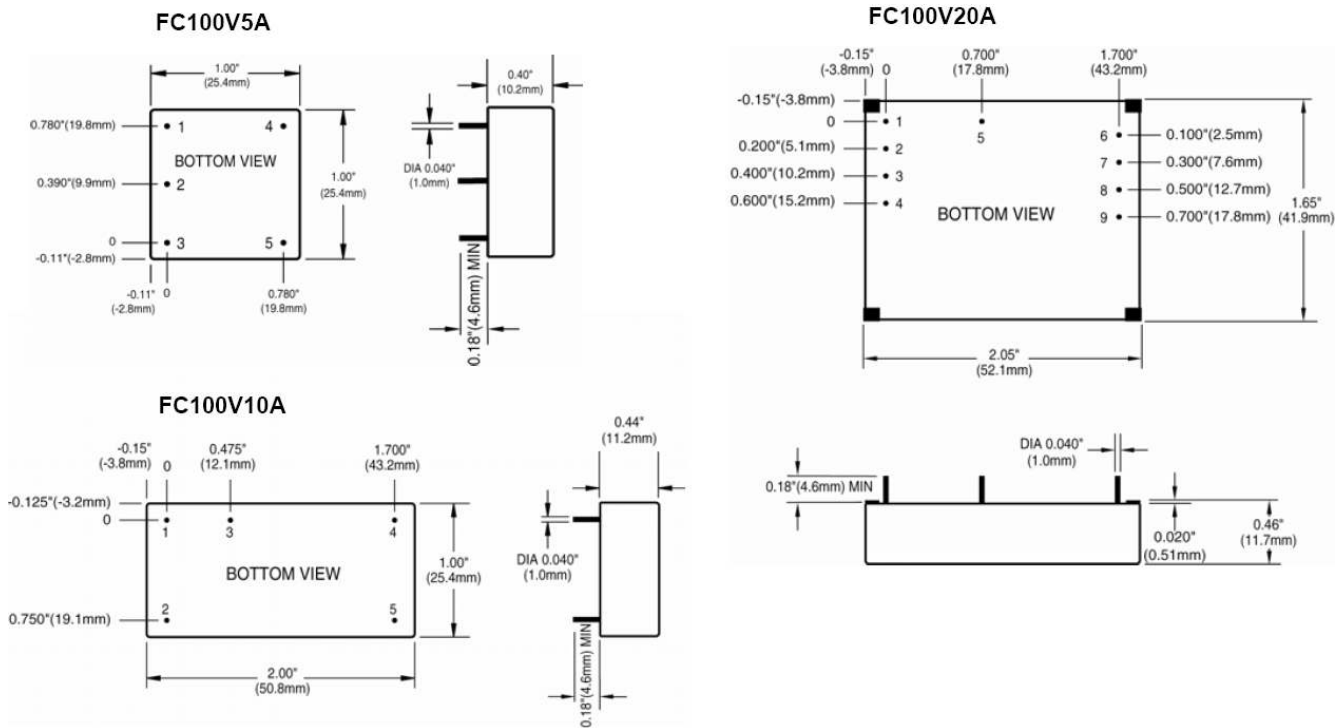 FC100V5A
1.00"
(25.4mm)
0.40"
(10.2mm)
0.780"(19.8mm)
1
4
BOTTOM VIEW
DIA 0.040"
(1.0mm)
0.390"(9.9mm)
2
1.00"
(25.4mm)
0
3
5
-0.11"(-2.8mm)
-0.11"
(-2.8mm)
0
0.780"
(19.8mm)
0.18"(4.6mm) MIN
FC100V20A
-0.15"
(-3.8mm)
0
0.700"
(17.8mm)
1.700"
(43.2mm)
-0.15"(-3.8mm)
0
1
5
6
0.100"(2.5mm)
0.200"(5.1mm)
2
7
0.300"(7.6mm)
0.400"(10.2mm)
3
8
0.500"(12.7mm)
0.600"(15.2mm)
4
BOTTOM VIEW
9
0.700"(17.8mm)
1.65"
(41.9mm)
2.05"
(52.1mm)
FC100V10A
-0.15"
(-3.8mm)
0
0.475"
(12.1mm)
1.700"
(43.2mm)
0.44"
(11.2mm)
-0.125"(-3.2mm)
0
1
3
4
BOTTOM VIEW
1.00"
(25.4mm)
DIA 0.040"
(1.0mm)
0.750"(19.1mm)
2
5
2.00"
(50.8mm)
0.18"(4.6mm) MIN
DIA 0.040"
(1.0mm)
0.18"(4.6mm) MIN
0.020"
(0.51mm)
0.46"
(11.7mm)